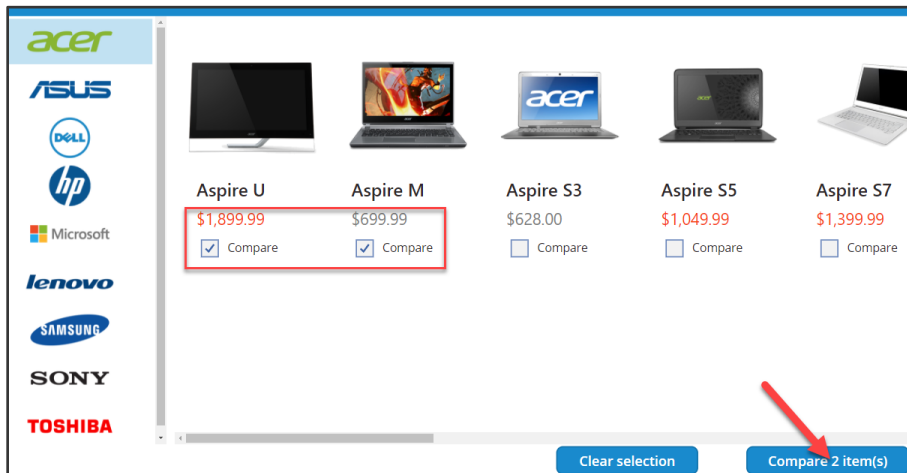 acer
ASUS
DELL
hp
Microsoft
lenovo
SAMSUNG
SONY
TOSHIBA
acer
acer
Aspire U
$1,899.99
Compare
Aspire M
$699.99
Compare
Aspire S3
$628.00
Compare
Aspire S5
$1,049.99
Compare
Aspire S7
$1,399.99
Compare
Clear selection
Compare 2 item(s)